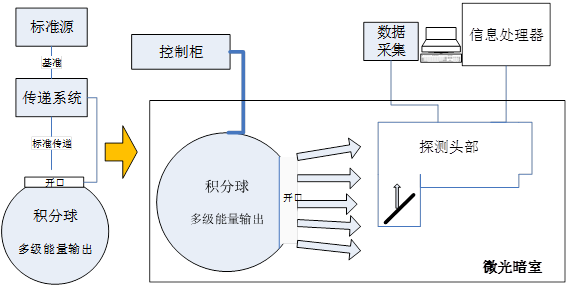 标准源
基准
传递系统
标准传递
开口
积分球
多级能量输出
控制柜
数据
采集
信息处理器
探测头部
积分球
开口
多级能量输出
微光暗室